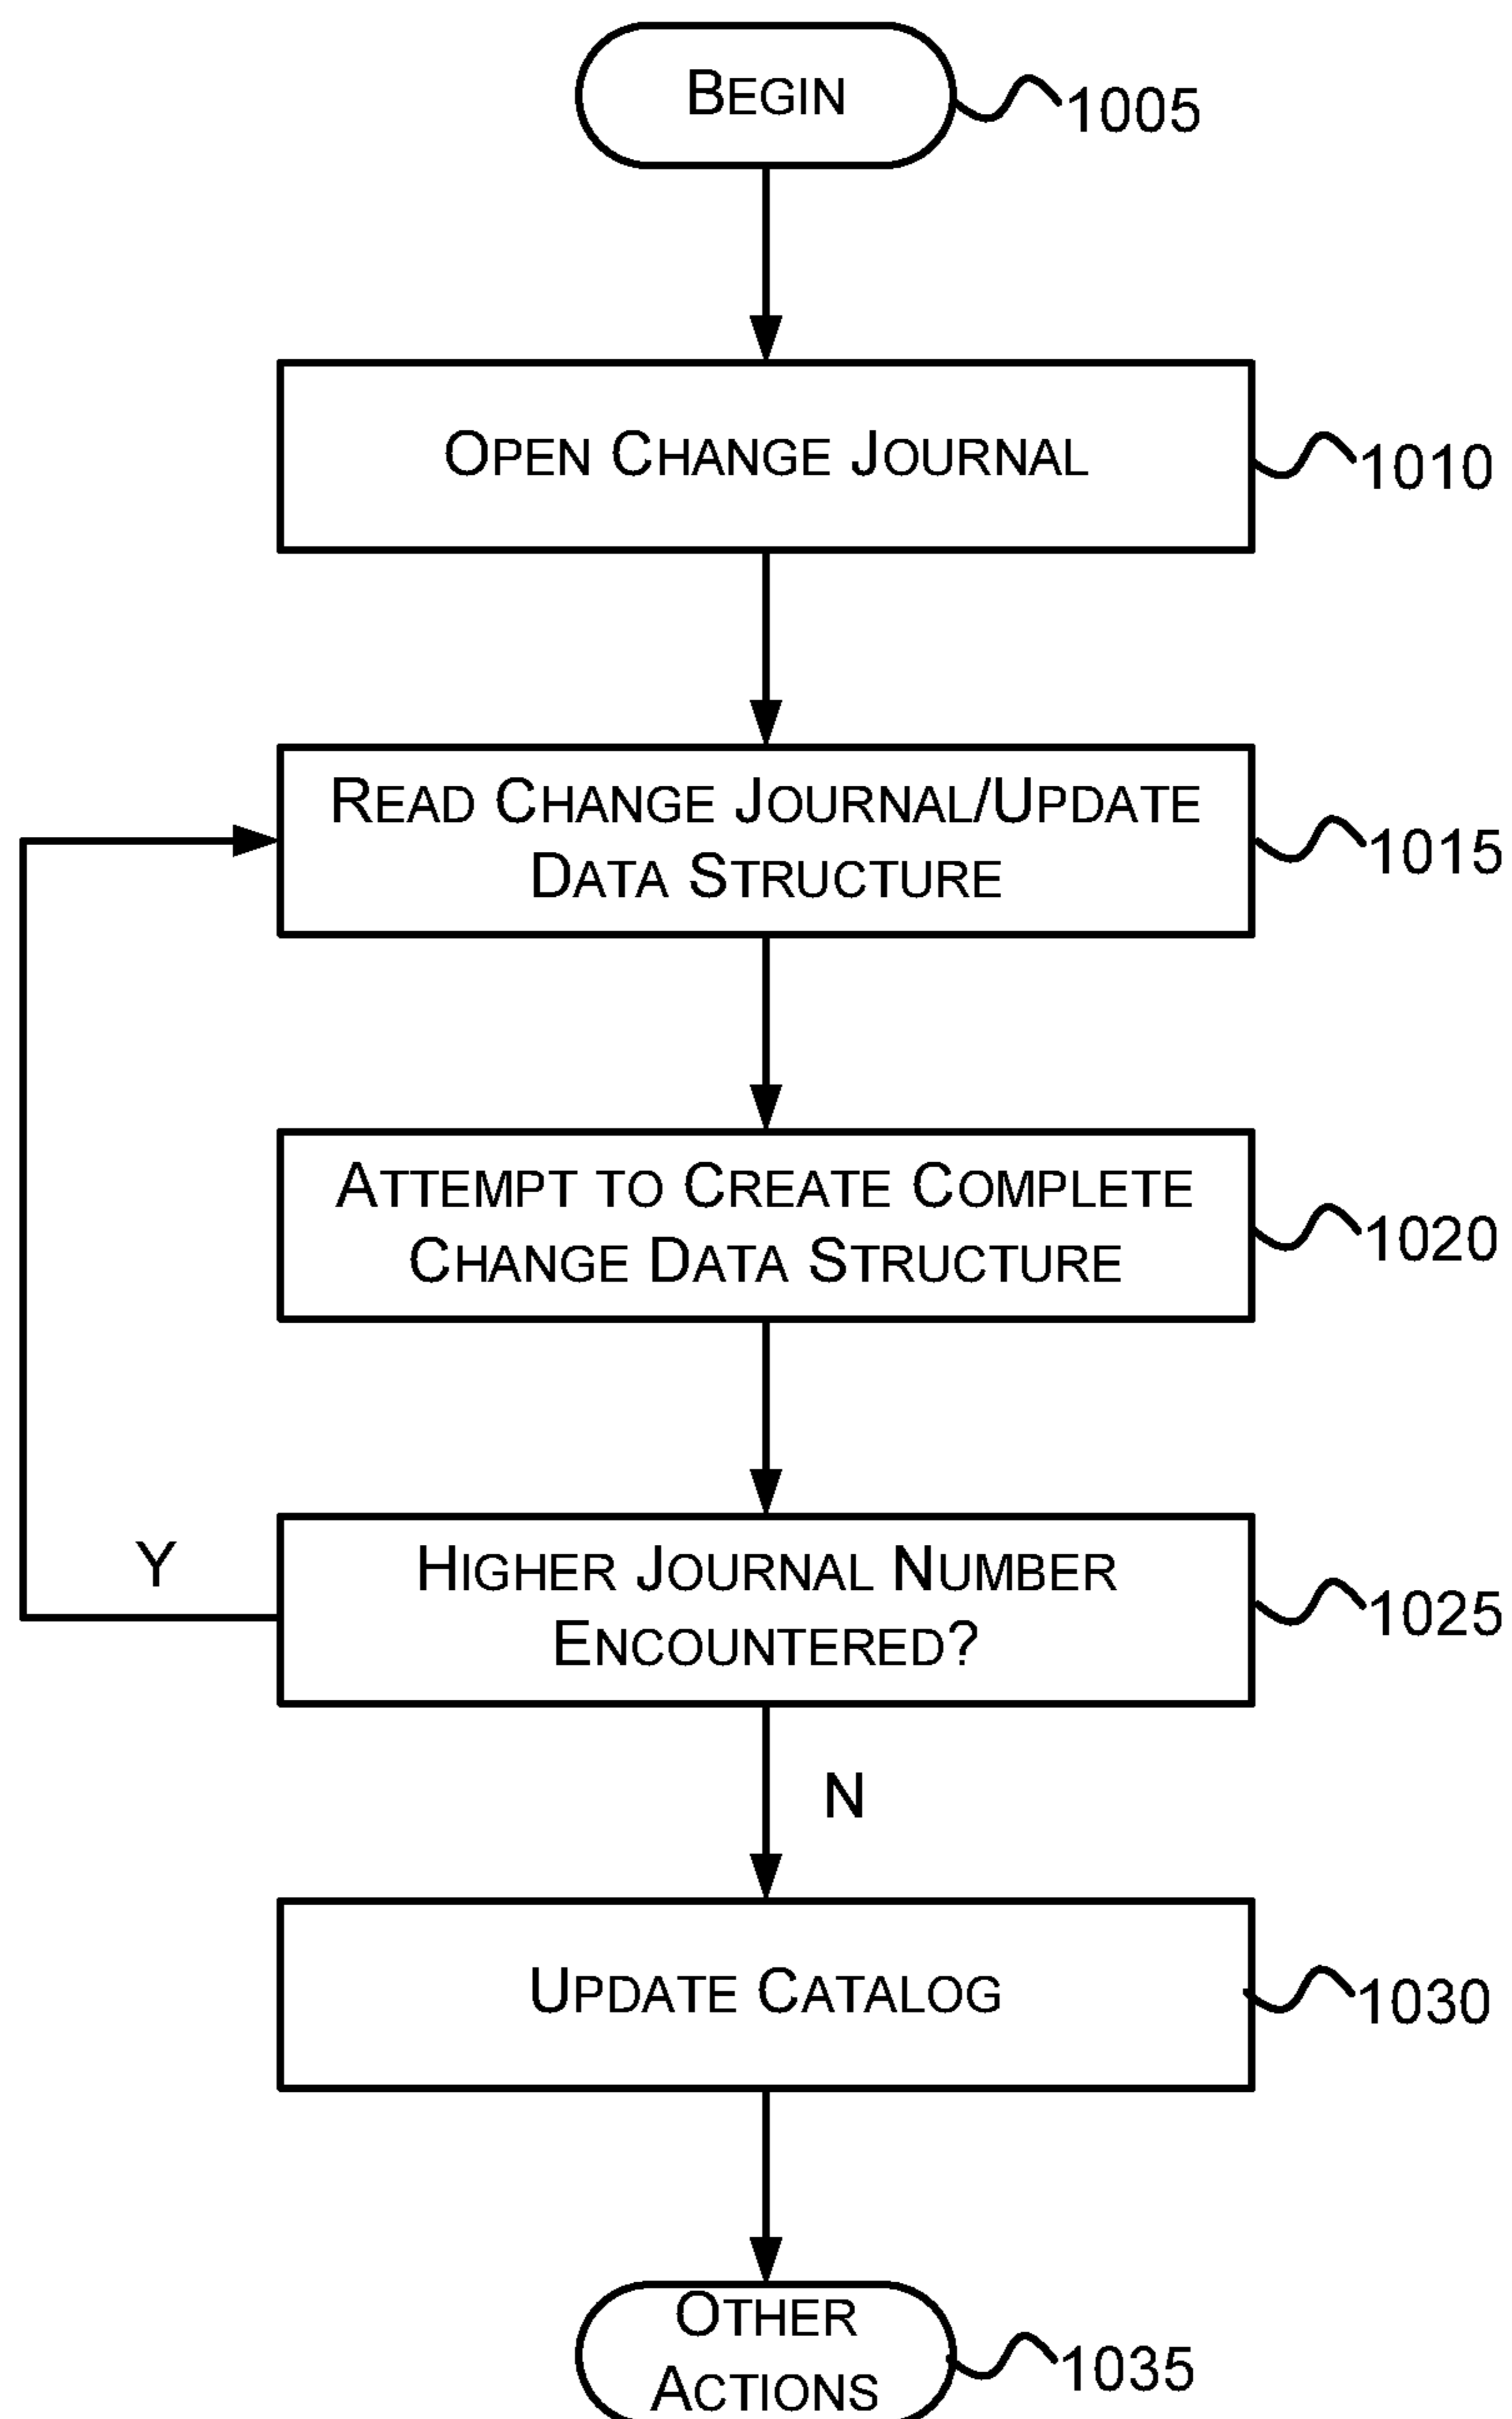 BEGIN
1005
OPEN CHANGE JOURNAL
1010
READ CHANGE JOURNAL/UPDATE
DATA STRUCTURE
1015
ATTEMPT TO CREATE COMPLETE
CHANGE DATA STRUCTURE
1020
Y
HIGHER JOURNAL NUMBER
ENCOUNTERED?
1025
N
UPDATE CATALOG
1030
OTHER
ACTIONS
1035